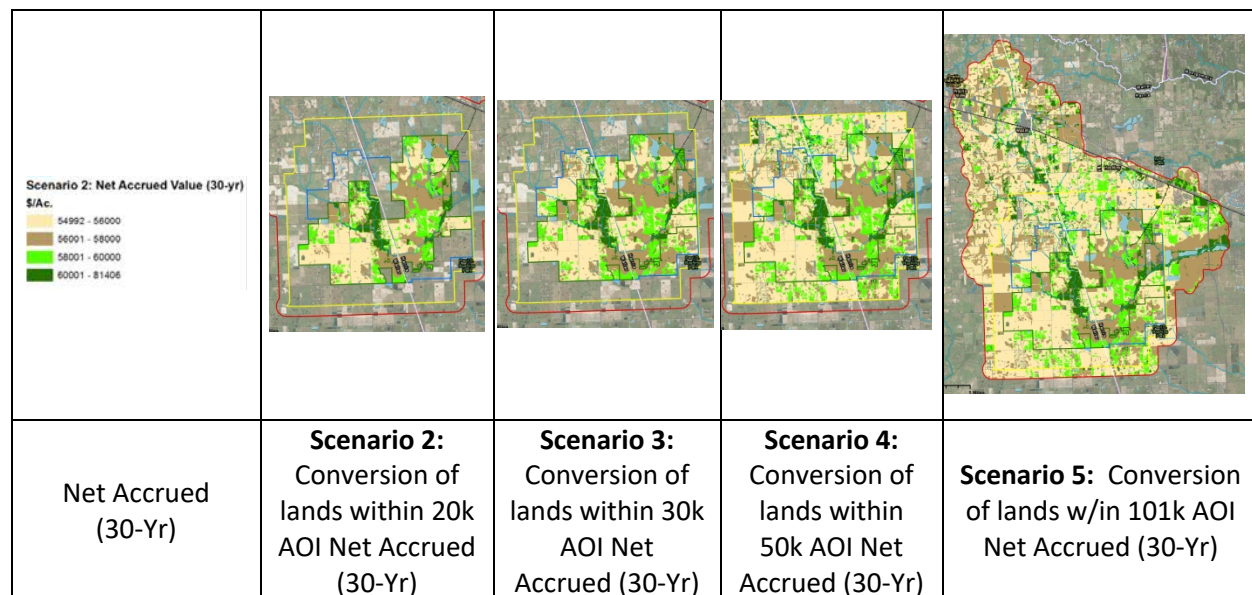 Scenario 2: Net Accrued Value (30-yr)
$/Ac.
54992 - 56000
56001 - 58000
58001 - 60000
60001 - 81406
Net Accrued
(30-Yr)
Scenario 2:
Conversion of
lands within 20k
AOI Net Accrued
(30-Yr)
Scenario 3:
Conversion of
lands within 30k
AOI Net
Accrued (30-Yr)
Scenario 4:
Conversion of
lands within
50k AOI Net
Accrued (30-Yr)
Scenario 5: Conversion
of lands w/in 101k AOI
Net Accrued (30-Yr)